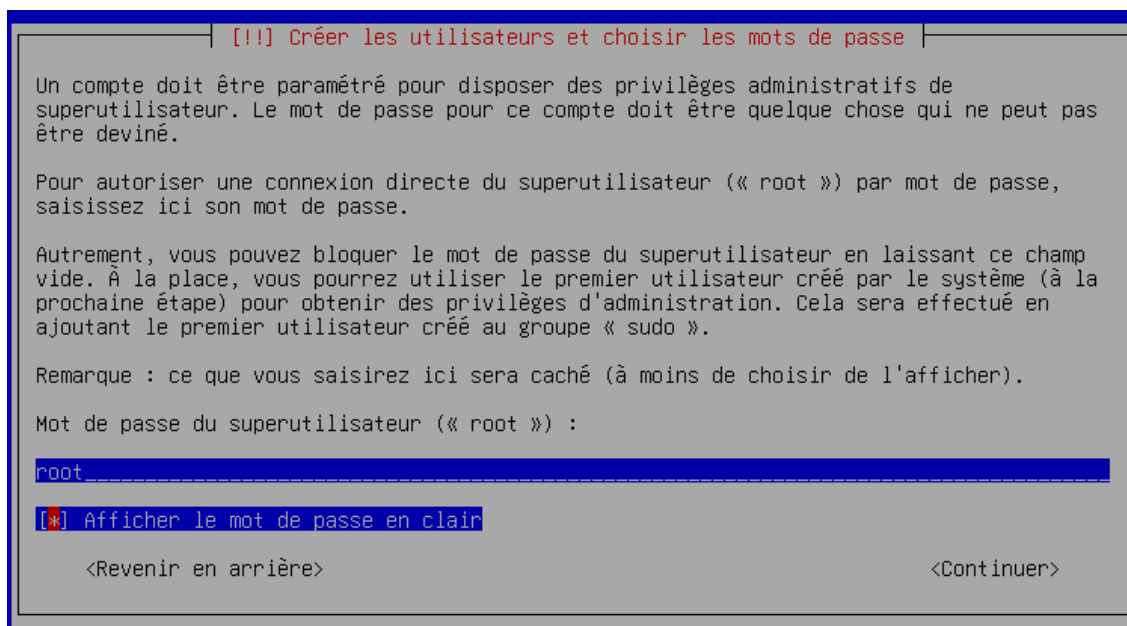 [!!] Créer les utilisateurs et choisir les mots de passe
Un compte doit être paramétré pour disposer des privilèges administratifs de
superutilisateur. Le mot de passe pour ce compte doit être quelque chose qui ne peut pas
être deviné.
Pour autoriser une connexion directe du superutilisateur (« root ») par mot de passe,
saisissez ici son mot de passe.
Autrement, vous pouvez bloquer le mot de passe du superutilisateur en laissant ce champ
vide. À la place, vous pourrez utiliser le premier utilisateur créé par le système (à la
prochaine étape) pour obtenir des privilèges d'administration. Cela sera effectué en
ajoutant le premier utilisateur créé au groupe « sudo ».
Remarque : ce que vous saisirez ici sera caché (à moins de choisir de l'afficher).
Mot de passe du superutilisateur (« root ») :
root
[*] Afficher le mot de passe en clair
<Revenir en arrière> <Continuer>